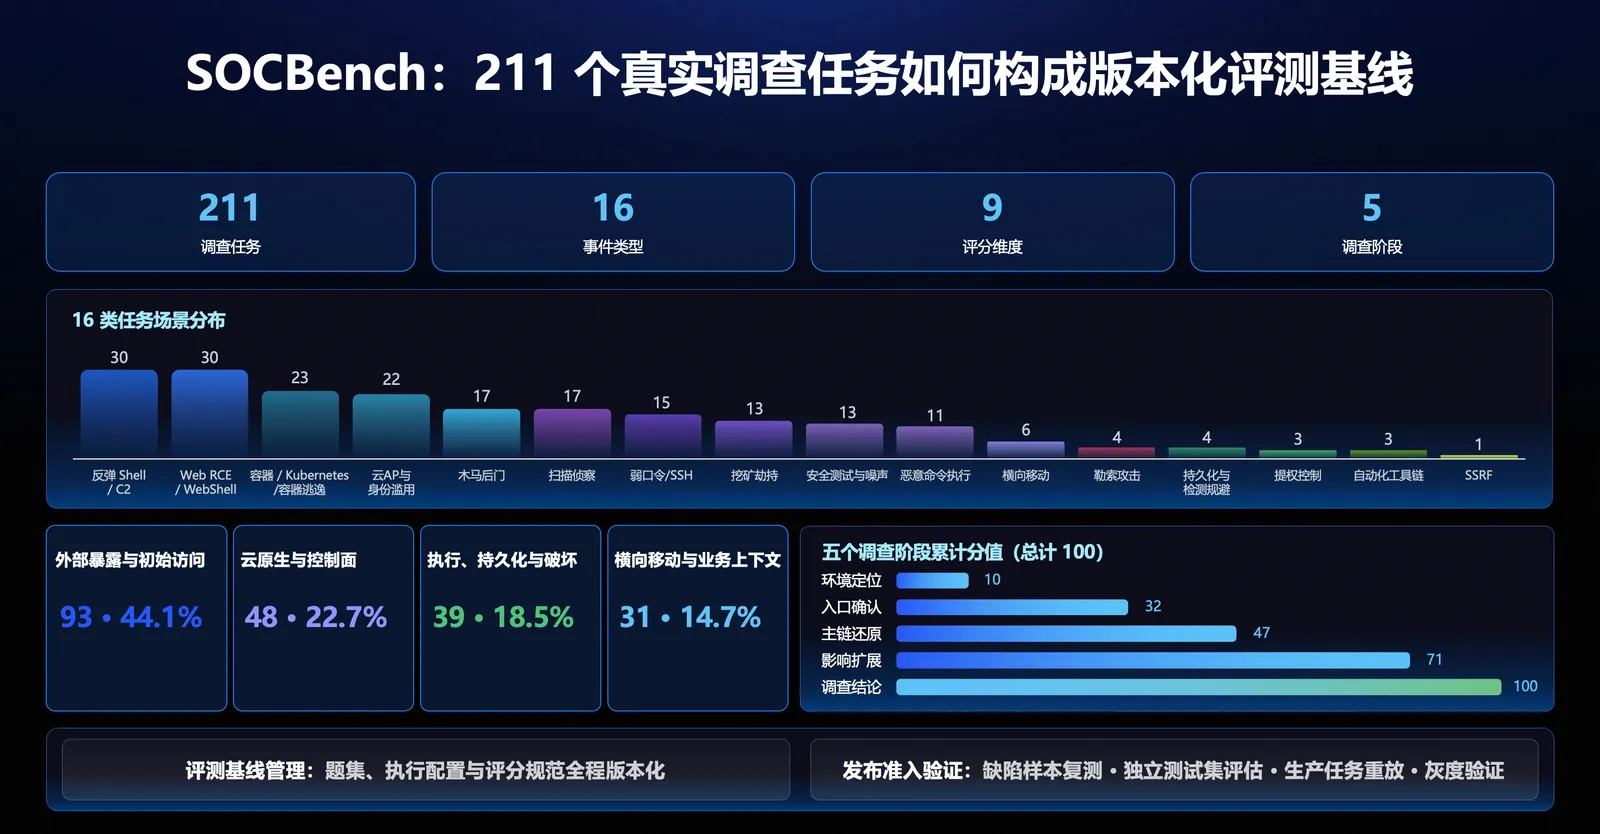 SOCBench：211 个真实调查任务如何构成版本化评测基线
211
调查任务
16
事件类型
9
评分维度
5
调查阶段
16 类任务场景分布
30
30
23
22
17
17
15
13
13
11
6
4
4
3
3
1
反弹 Shell
/ C2
Web RCE
/ WebShell
容器 / Kubernetes
/容器逃逸
云AP与
身份滥用
木马后门
扫描侦察
弱口令/SSH
挖矿劫持
安全测试与噪声
恶意命令执行
横向移动
勒索攻击
持久化与
检测规避
提权控制
自动化工具链
SSRF
外部暴露与初始访问
93 • 44.1%
云原生与控制面
48 • 22.7%
执行、持久化与破坏
39 • 18.5%
横向移动与业务上下文
31 • 14.7%
五个调查阶段累计分值（总计 100）
环境定位 10
入口确认 32
主链还原 47
影响扩展 71
调查结论 100
评测基线管理：题集、执行配置与评分规范全程版本化
发布准入验证：缺陷样本复测 • 独立测试集评估 • 生产任务重放 • 灰度验证